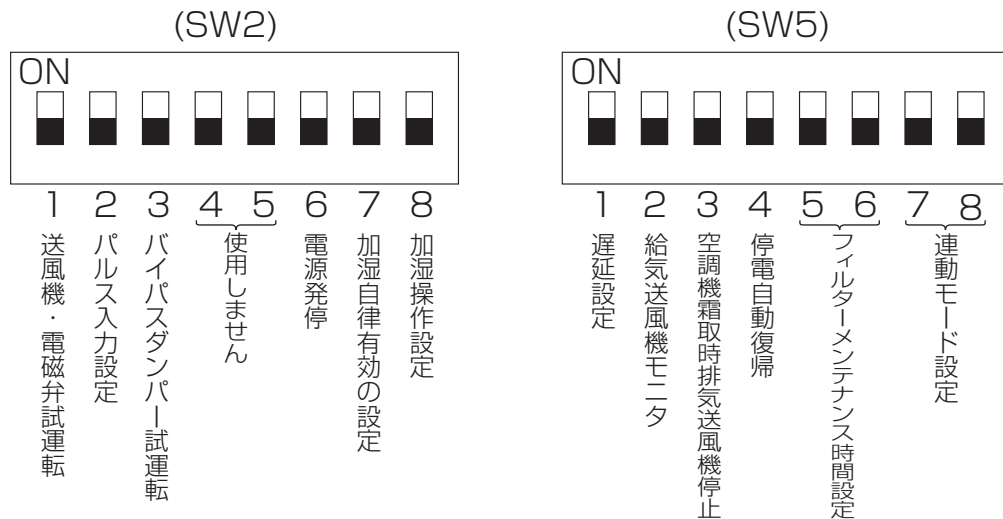 (SW2)
ON
1 2 3 4 5 6 7 8
送風機・電磁弁試運転
パルス入力設定
バイパスダンパー試運転
使用しません
電源発停
加湿自律有効の設定
加湿操作設定
(SW5)
ON
1 2 3 4 5 6 7 8
遅延設定
給気送風機モニタ
空調機霜取時排気送風機停止
停電自動復帰
フィルターメンテナンス時間設定
連動モード設定